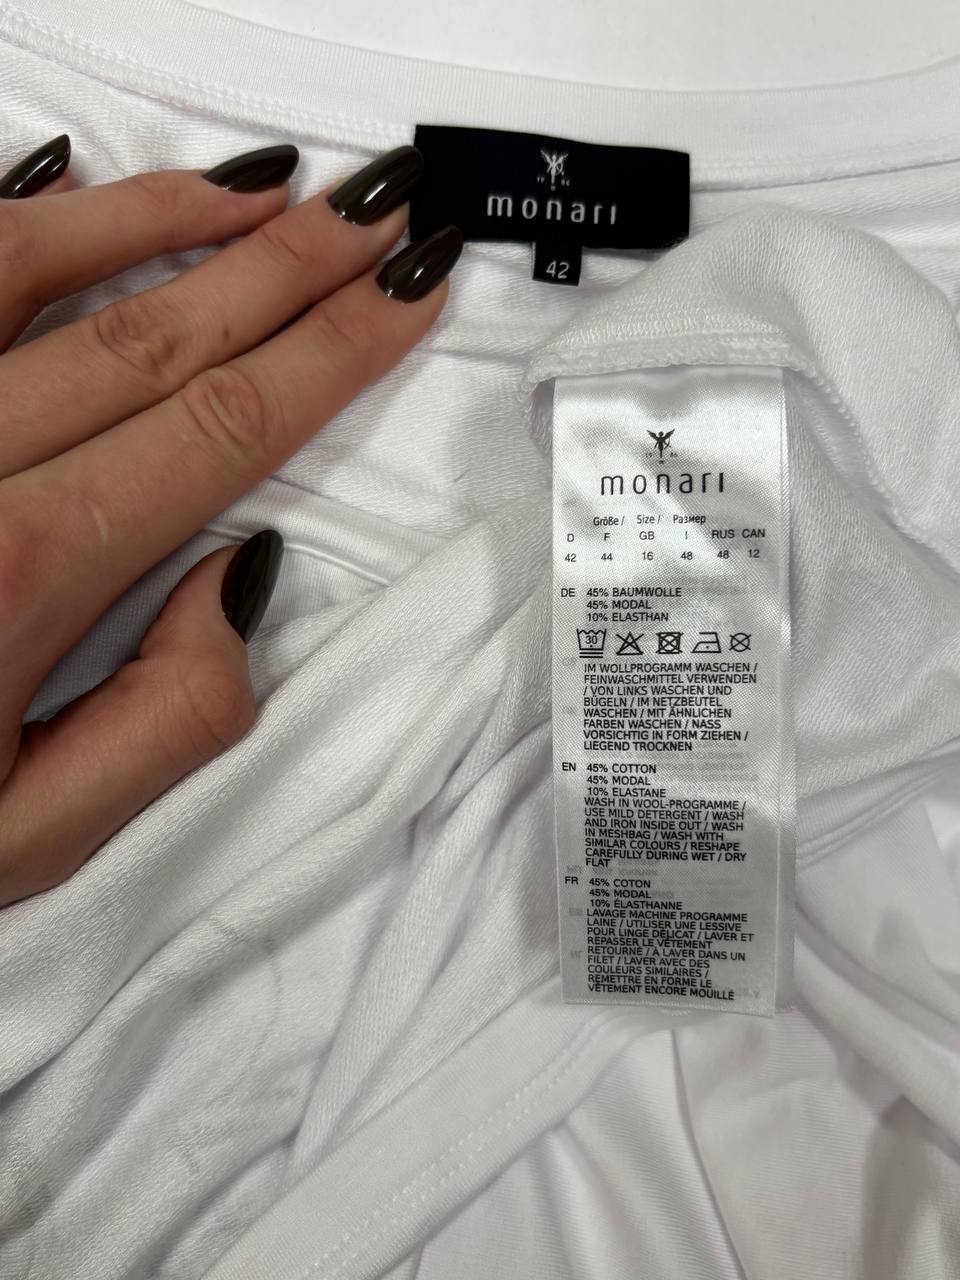 monari
42
19 86
monari
Größe / Size / Размер
D F GB I RUS CAN
42 44 16 48 48 12
DE 45% BAUMWOLLE
45% MODAL
10% ELASTHAN
30
IM WOLLPROGRAMM WASCHEN /
FEINWASCHMITTEL VERWENDEN
/ VON LINKS WASCHEN UND
BÜGELN / IM NETZBEUTEL
WASCHEN / MIT ÄHNLICHEN
FARBEN WASCHEN / NASS
VORSICHTIG IN FORM ZIEHEN /
LIEGEND TROCKNEN
EN 45% COTTON
45% MODAL
10% ELASTANE
WASH IN WOOL-PROGRAMME /
USE MILD DETERGENT / WASH
AND IRON INSIDE OUT / WASH
IN MESHBAG / WASH WITH
SIMILAR COLOURS / RESHAPE
CAREFULLY DURING WET / DRY
FLAT
FR 45% COTON
45% MODAL
10% ÉLASTHANNE
LAVAGE MACHINE PROGRAMME
LAINE / UTILISER UNE LESSIVE
POUR LINGE DÉLICAT / LAVER ET
REPASSER LE VÊTEMENT
RETOURNÉ / À LAVER DANS UN
FILET / LAVER AVEC DES
COULEURS SIMILAIRES /
REMETTRE EN FORME LE
VÊTEMENT ENCORE MOUILLÉ